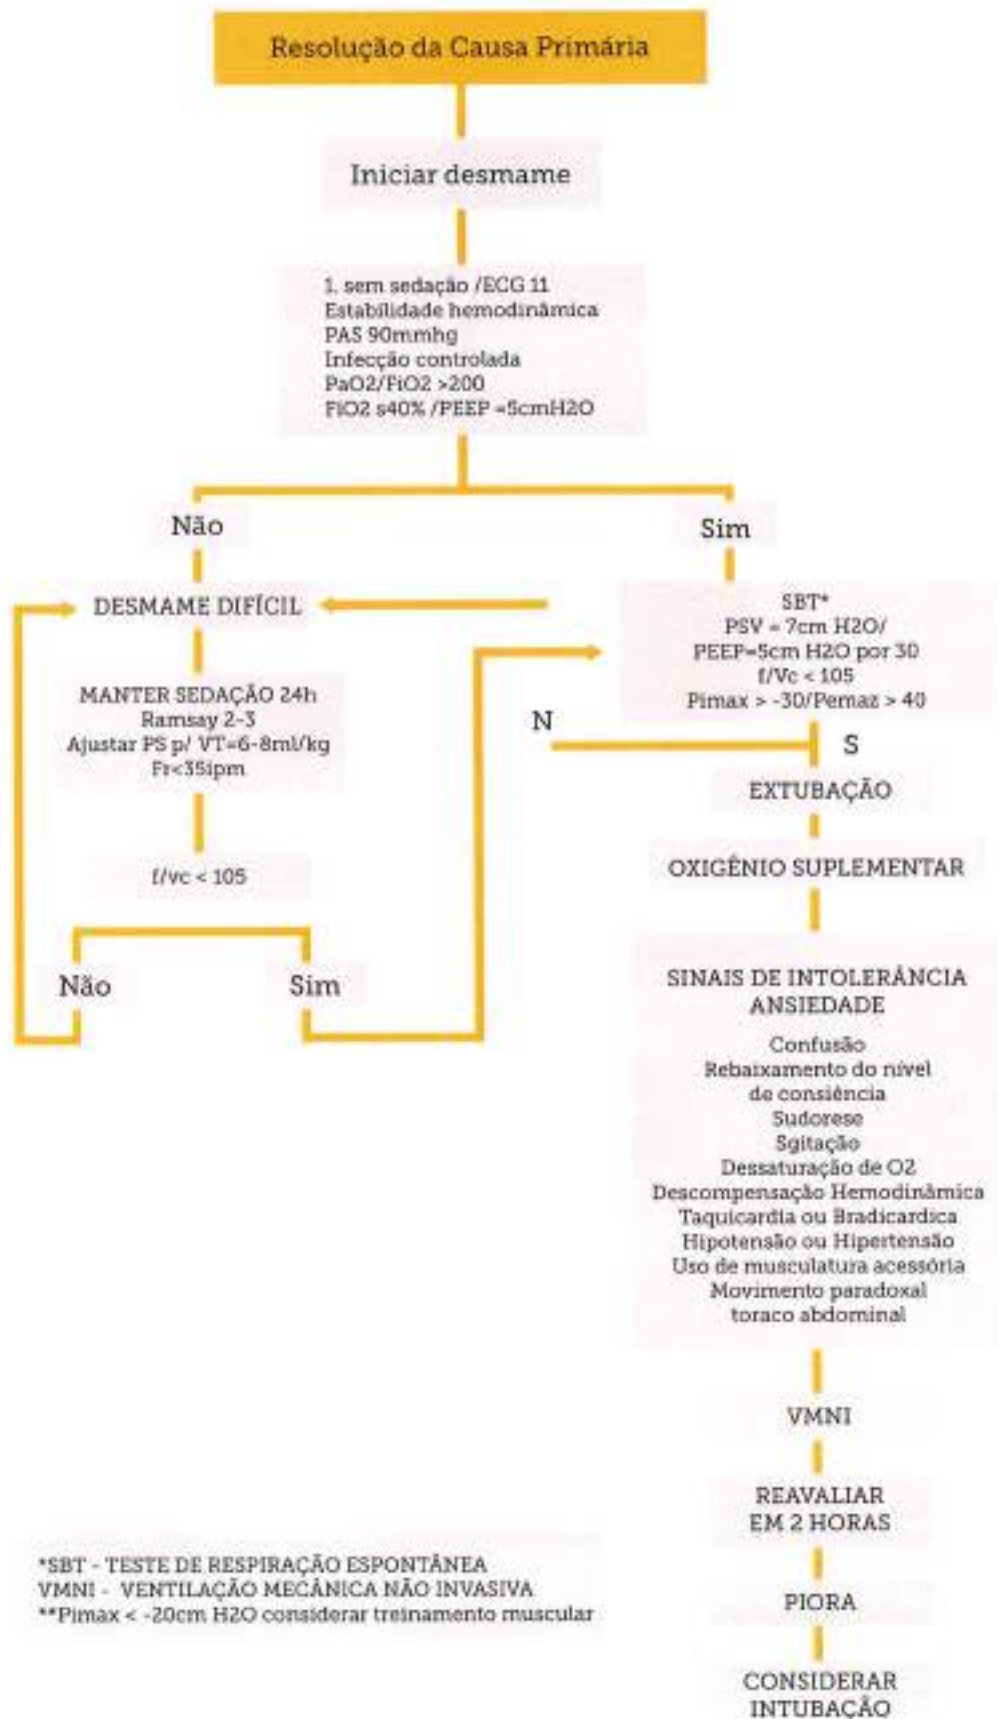 Resolução da Causa Primária
Iniciar desmame
1. sem sedação /ECG 11
Estabilidade hemodinâmica
PAS 90mmhg
Infecção controlada
PaO2/FiO2 >200
FiO2 s40% /PEEP =5cmH2O
Não
Sim
DESMAME DIFÍCIL
MANTER SEDAÇÃO 24h
Ramsay 2-3
Ajustar PS p/ VT=6-8ml/kg
Fr<35ipm
f/vc < 105
Não
Sim
SBT*
PSV = 7cm H2O/
PEEP=5cm H2O por 30
f/Vc < 105
Pimax > -30/Pemaz > 40
N
S
EXTUBAÇÃO
OXIGÊNIO SUPLEMENTAR
SINAIS DE INTOLERÂNCIA
ANSIEDADE
Confusão
Rebaixamento do nível
de consiência
Sudorese
Sgitação
Dessaturação de O2
Descompensação Hemodinâmica
Taquicardia ou Bradicardica
Hipotensão ou Hipertensão
Uso de musculatura acessória
Movimento paradoxal
toraco abdominal
VMNI
REAVALIAR
EM 2 HORAS
PIORA
CONSIDERAR
INTUBAÇÃO
*SBT - TESTE DE RESPIRAÇÃO ESPONTÂNEA
VMNI - VENTILAÇÃO MECÂNICA NÃO INVASIVA
**Pimax < -20cm H2O considerar treinamento muscular